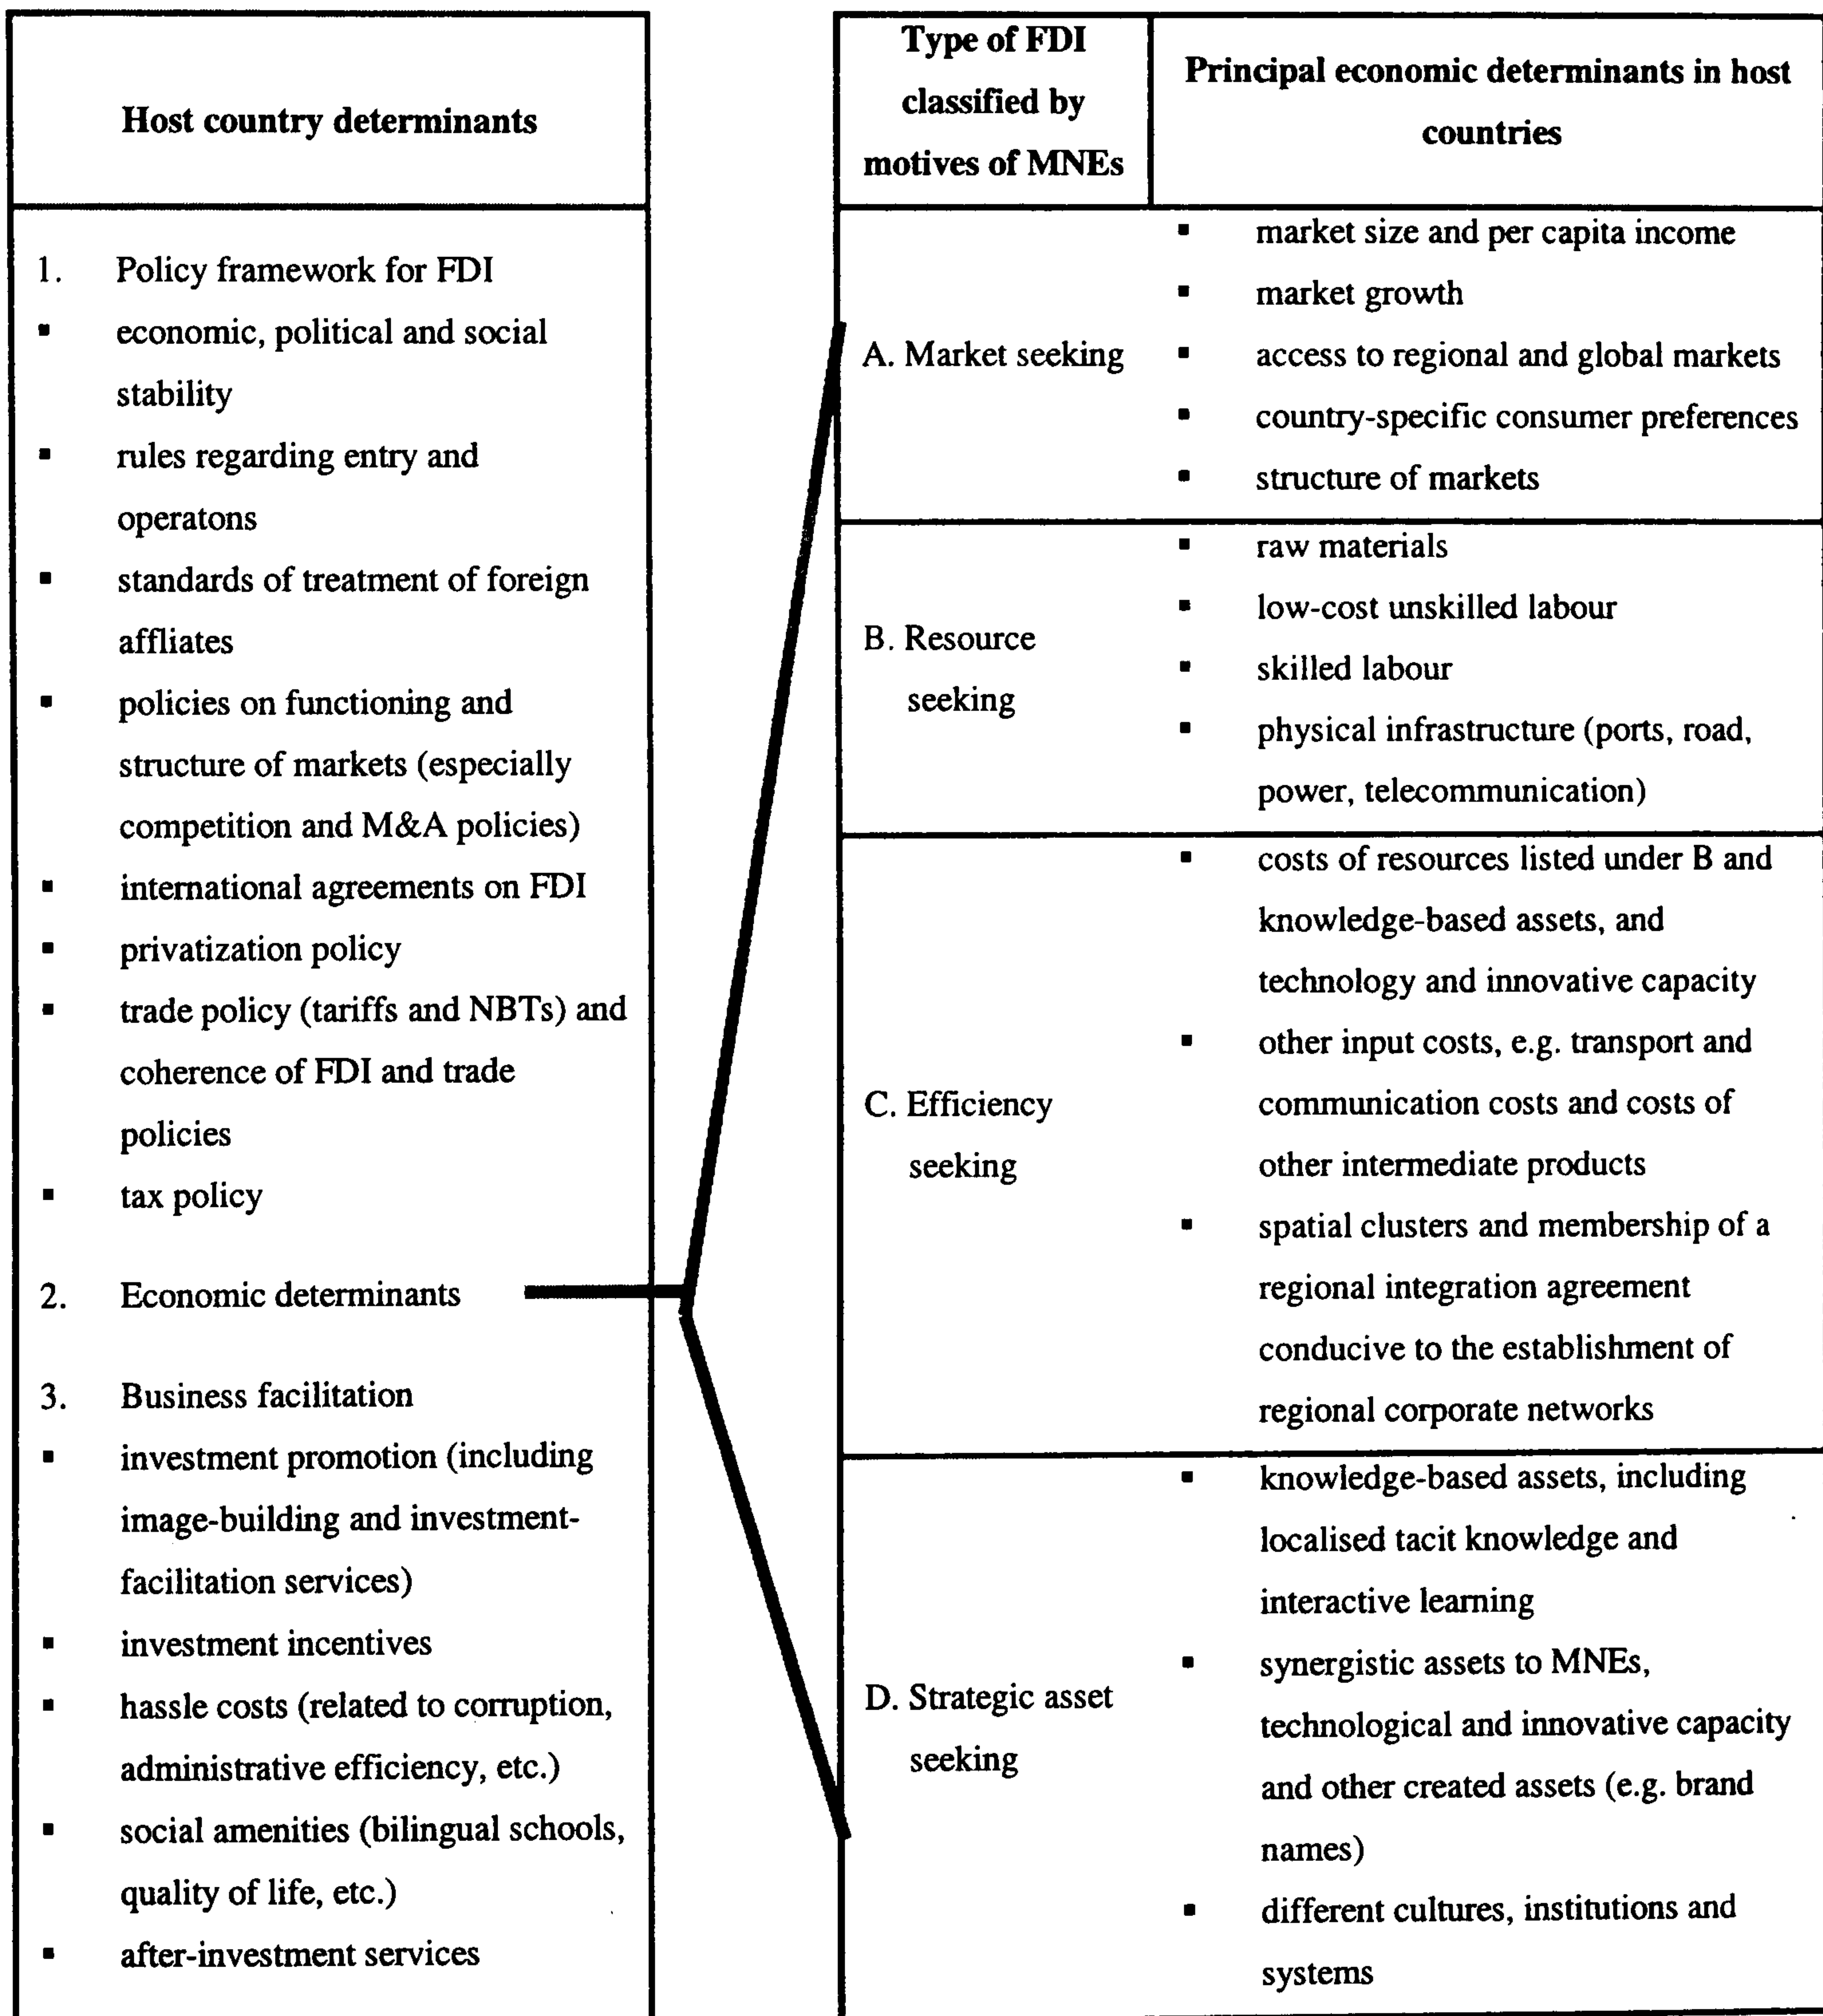 Host country determinants
1. Policy framework for FDI
▪ economic, political and social
stability
▪ rules regarding entry and
operatons
▪ standards of treatment of foreign
affliates
▪ policies on functioning and
structure of markets (especially
competition and M&A policies)
▪ international agreements on FDI
▪ privatization policy
▪ trade policy (tariffs and NBTs) and
coherence of FDI and trade
policies
▪ tax policy
2. Economic determinants
3. Business facilitation
▪ investment promotion (including
image-building and investment-
facilitation services)
▪ investment incentives
▪ hassle costs (related to corruption,
administrative efficiency, etc.)
▪ social amenities (bilingual schools,
quality of life, etc.)
▪ after-investment services
Type of FDI
classified by
motives of MNEs
Principal economic determinants in host
countries
A. Market seeking
▪ market size and per capita income
▪ market growth
▪ access to regional and global markets
▪ country-specific consumer preferences
▪ structure of markets
B. Resource
seeking
▪ raw materials
▪ low-cost unskilled labour
▪ skilled labour
▪ physical infrastructure (ports, road,
power, telecommunication)
C. Efficiency
seeking
▪ costs of resources listed under B and
knowledge-based assets, and
technology and innovative capacity
▪ other input costs, e.g. transport and
communication costs and costs of
other intermediate products
▪ spatial clusters and membership of a
regional integration agreement
conducive to the establishment of
regional corporate networks
D. Strategic asset
seeking
▪ knowledge-based assets, including
localised tacit knowledge and
interactive learning
▪ synergistic assets to MNEs,
technological and innovative capacity
and other created assets (e.g. brand
names)
▪ different cultures, institutions and
systems